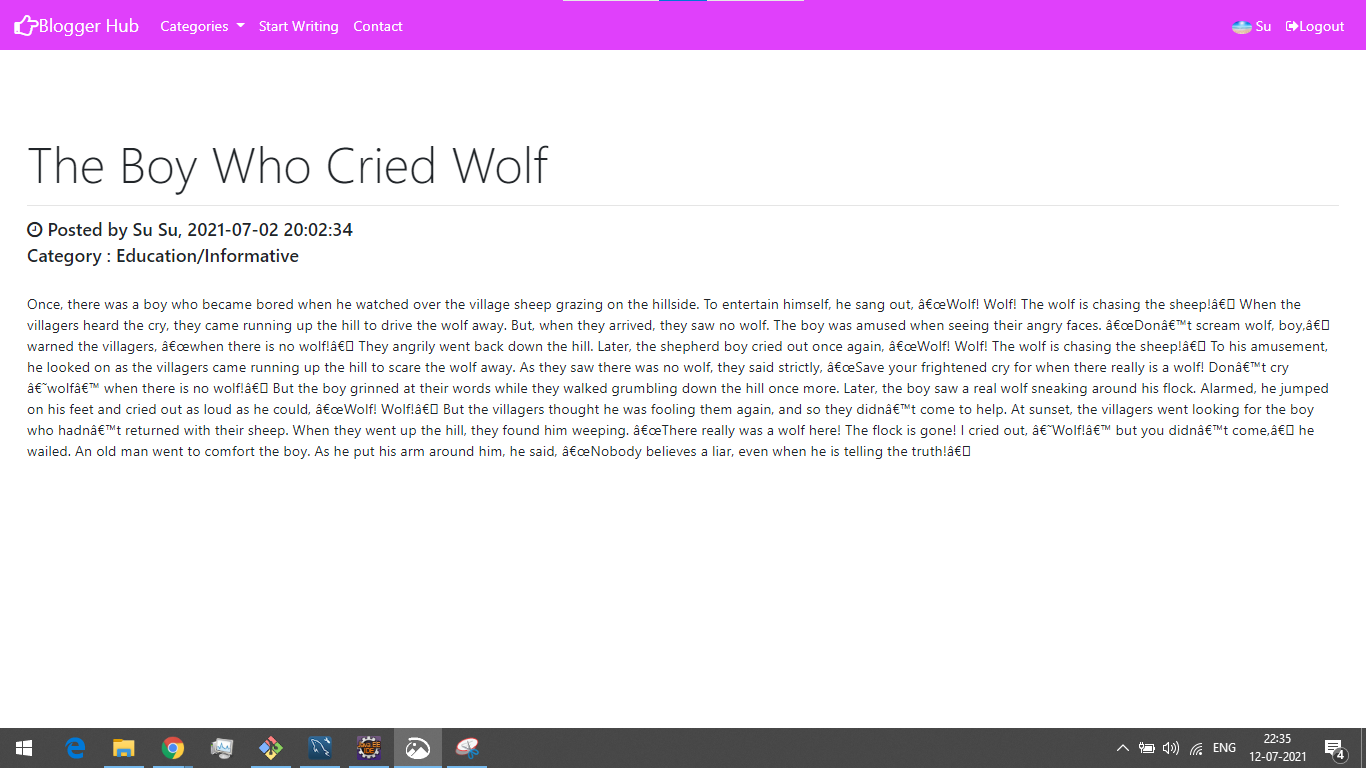 Blogger Hub Categories Start Writing Contact Su Logout
The Boy Who Cried Wolf
Posted by Su Su, 2021-07-02 20:02:34
Category : Education/Informative
Once, there was a boy who became bored when he watched over the village sheep grazing on the hillside. To entertain himself, he sang out, â€œWolf! Wolf! The wolf is chasing the sheep!â€ When the
villagers heard the cry, they came running up the hill to drive the wolf away. But, when they arrived, they saw no wolf. The boy was amused when seeing their angry faces. â€œDonâ€™t scream wolf, boy,â€
warned the villagers, â€œwhen there is no wolf!â€ They angrily went back down the hill. Later, the shepherd boy cried out once again, â€œWolf! Wolf! The wolf is chasing the sheep!â€ To his amusement,
he looked on as the villagers came running up the hill to scare the wolf away. As they saw there was no wolf, they said strictly, â€œSave your frightened cry for when there really is a wolf! Donâ€™t cry
â€˜wolfâ€™ when there is no wolf!â€ But the boy grinned at their words while they walked grumbling down the hill once more. Later, the boy saw a real wolf sneaking around his flock. Alarmed, he jumped
on his feet and cried out as loud as he could, â€œWolf! Wolf!â€ But the villagers thought he was fooling them again, and so they didnâ€™t come to help. At sunset, the villagers went looking for the boy
who hadnâ€™t returned with their sheep. When they went up the hill, they found him weeping. â€œThere really was a wolf here! The flock is gone! I cried out, â€˜Wolf!â€™ but you didnâ€™t come,â€ he
wailed. An old man went to comfort the boy. As he put his arm around him, he said, â€œNobody believes a liar, even when he is telling the truth!â€
Java EE
IDE
ENG
22:35
12-07-2021
4